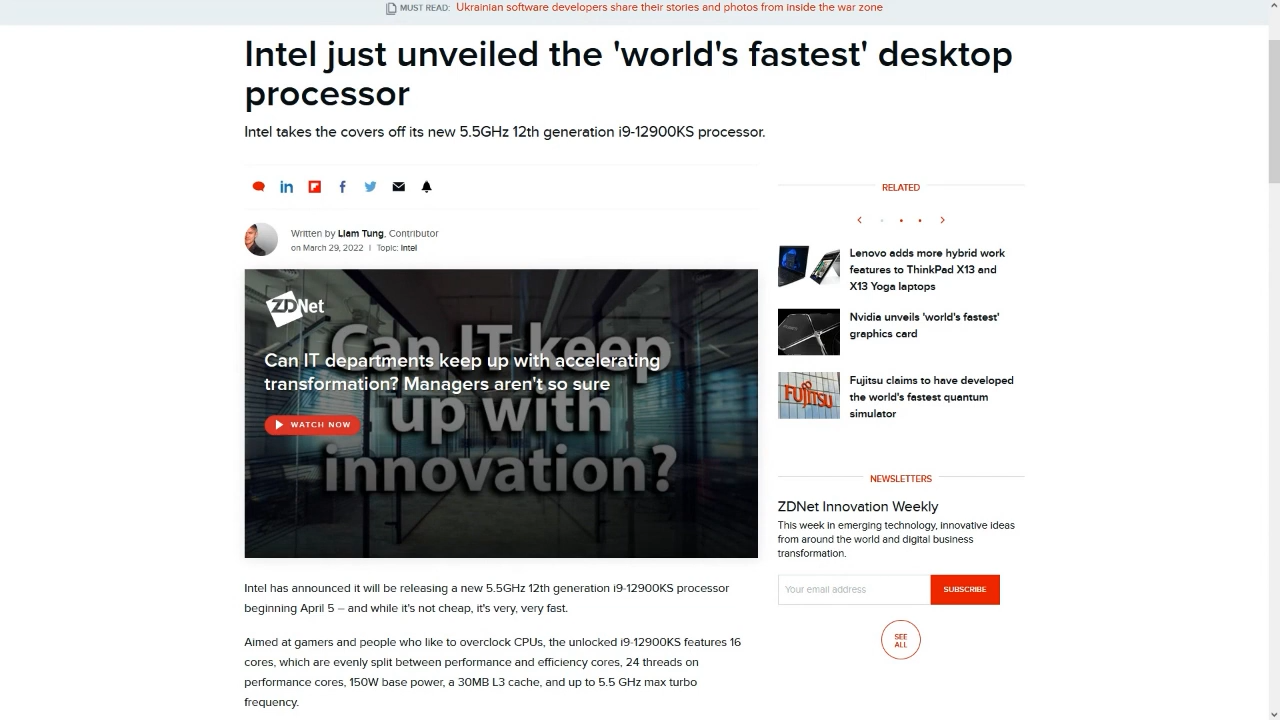 MUST READ: Ukrainian software developers share their stories and photos from inside the war zone
Intel just unveiled the 'world's fastest' desktop
processor
Intel takes the covers off its new 5.5GHz 12th generation i9-12900KS processor.
Written by Liam Tung, Contributor
on March 29, 2022 | Topic: Intel
ZDNet
Can IT keep
up with
innovation?
Can IT departments keep up with accelerating
transformation? Managers aren't so sure
WATCH NOW
Intel has announced it will be releasing a new 5.5GHz 12th generation i9-12900KS processor
beginning April 5 – and while it's not cheap, it's very, very fast.
Aimed at gamers and people who like to overclock CPUs, the unlocked i9-12900KS features 16
cores, which are evenly split between performance and efficiency cores, 24 threads on
performance cores, 150W base power, a 30MB L3 cache, and up to 5.5 GHz max turbo
frequency.
RELATED
Lenovo adds more hybrid work
features to ThinkPad X13 and
X13 Yoga laptops
Nvidia unveils 'world's fastest'
graphics card
FUJITSU
Fujitsu claims to have developed
the world's fastest quantum
simulator
NEWSLETTERS
ZDNet Innovation Weekly
This week in emerging technology, innovative ideas
from around the world and digital business
transformation.
Your email address
SUBSCRIBE
SEE
ALL